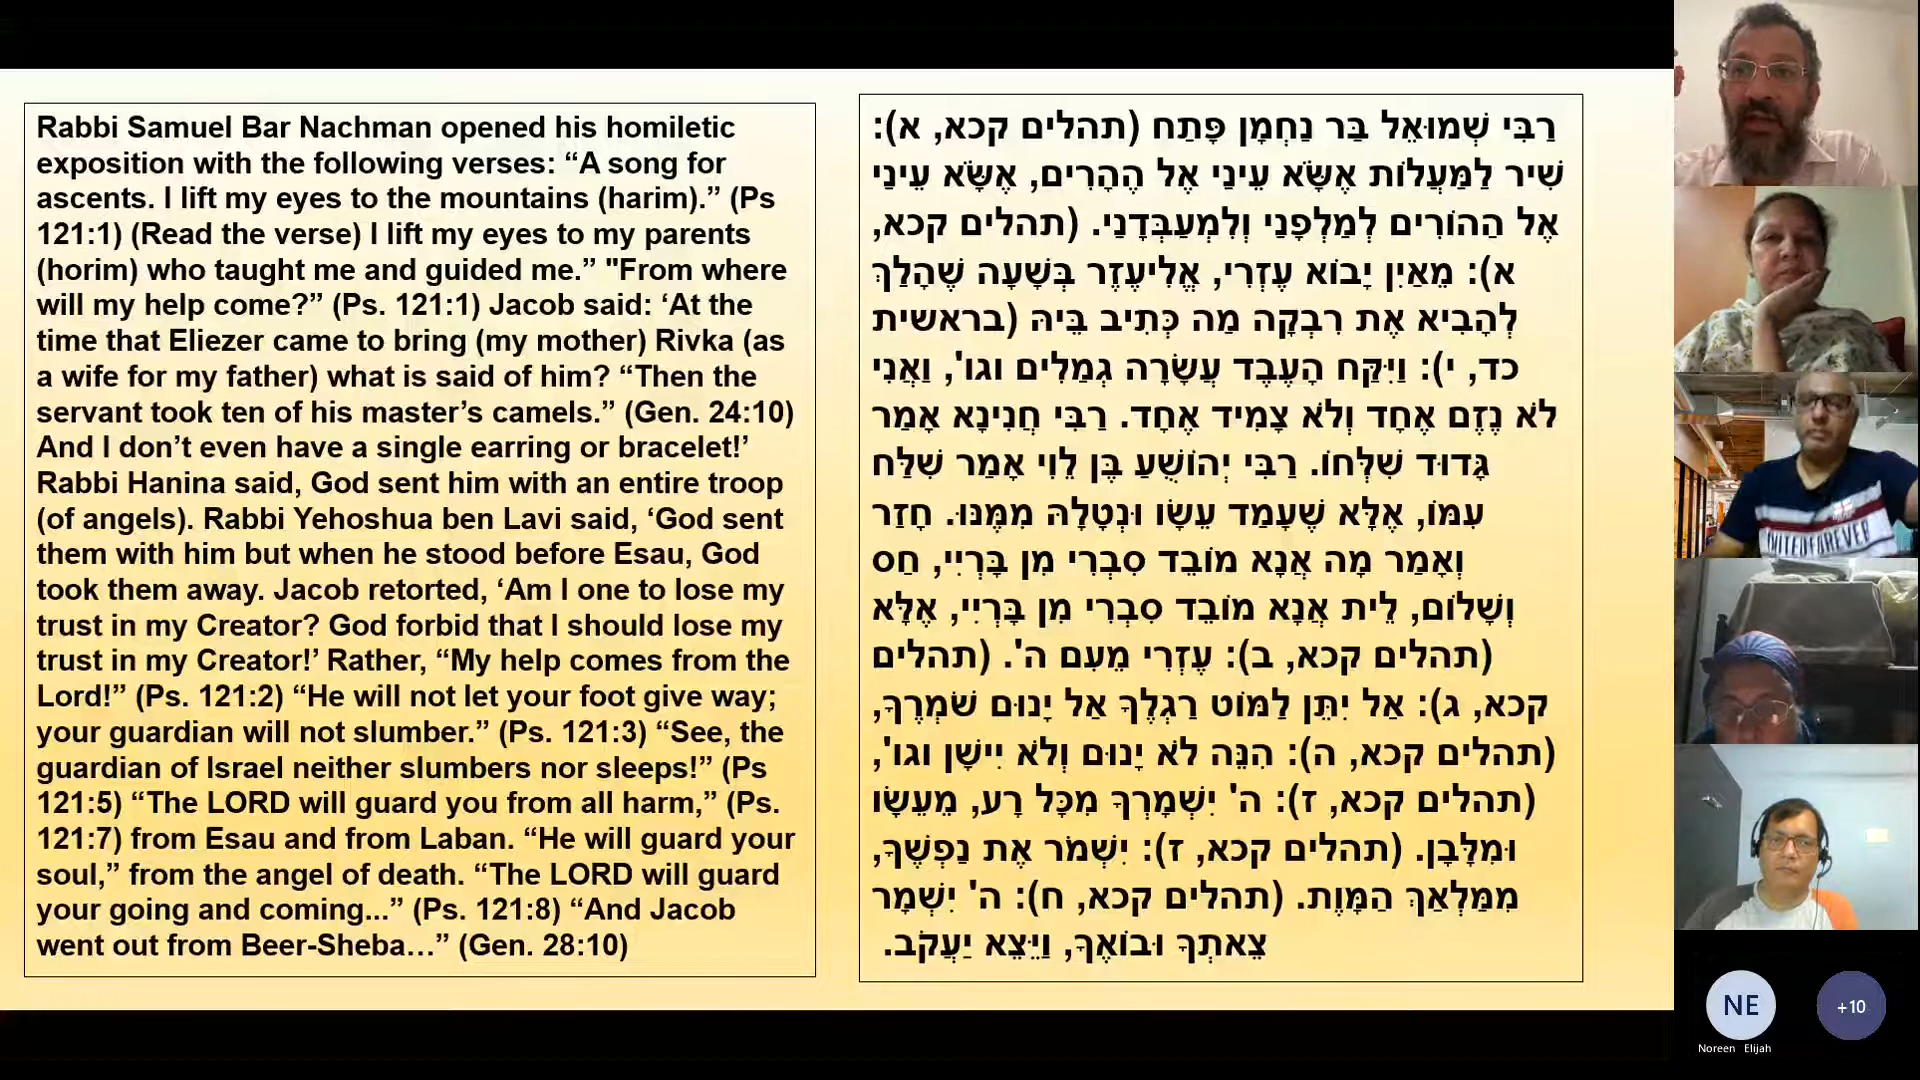 Rabbi Samuel Bar Nachman opened his homiletic
exposition with the following verses: “A song for
ascents. I lift my eyes to the mountains (harim).” (Ps
121:1) (Read the verse) I lift my eyes to my parents
(horim) who taught me and guided me.” "From where
will my help come?” (Ps. 121:1) Jacob said: ‘At the
time that Eliezer came to bring (my mother) Rivka (as
a wife for my father) what is said of him? “Then the
servant took ten of his master’s camels.” (Gen. 24:10)
And I don’t even have a single earring or bracelet!’
Rabbi Hanina said, God sent him with an entire troop
(of angels). Rabbi Yehoshua ben Lavi said, ‘God sent
them with him but when he stood before Esau, God
took them away. Jacob retorted, ‘Am I one to lose my
trust in my Creator? God forbid that I should lose my
trust in my Creator!’ Rather, “My help comes from the
Lord!” (Ps. 121:2) “He will not let your foot give way;
your guardian will not slumber.” (Ps. 121:3) “See, the
guardian of Israel neither slumbers nor sleeps!” (Ps
121:5) “The LORD will guard you from all harm,” (Ps.
121:7) from Esau and from Laban. “He will guard your
soul,” from the angel of death. “The LORD will guard
your going and coming...” (Ps. 121:8) “And Jacob
went out from Beer-Sheba…” (Gen. 28:10)
רַבִּי שְׁמוּאֵל בַּר נַחְמָן פָּתַח (תהלים קכא, א):
שִׁיר לַמַּעֲלוֹת אֶשָֹּׂא עֵינַי אֶל הֶהָרִים, אֶשָֹּׂא עֵינַי
אֶל הַהוֹרִים לְמַלְפָנַי וְלִמְעַבְּדָנַי. (תהלים קכא,
א): מֵאַיִן יָבוֹא עֶזְרִי, אֱלִיעֶזֶר בְּשָׁעָה שֶׁהָלַךְ
לְהָבִיא אֶת רִבְקָה מַה כְּתִיב בֵּיהּ (בראשית
כד, י): וַיִּקַּח הָעֶבֶד עֲשָׂרָה גְמַלִּים וגו', וַאֲנִי
לֹא נֶזֶם אֶחָד וְלֹא צָמִיד אֶחָד. רַבִּי חֲנִינָא אָמַר
גָּדוּד שִׁלְּחוֹ. רַבִּי יְהוֹשֻׁעַ בֶּן לֵוִי אָמַר שִׁלַּח
עִמּוֹ, אֶלָּא שֶׁעָמַד עֵשָׂו וּנְטָלָהּ מִמֶּנּוּ. חָזַר
וְאָמַר מָה אֲנָא מוֹבֵד סִבְרִי מִן בָּרְיִי, חַס
וְשָׁלוֹם, לֵית אֲנָא מוֹבֵד סִבְרִי מִן בָּרְיִי, אֶלָּא
(תהלים קכא, ב): עֶזְרִי מֵעִם ה'. (תהלים
קכא, ג): אַל יִתֵּן לַמּוֹט רַגְלֶךָ אַל יָנוּם שֹׁמְרֶךָ,
(תהלים קכא, ה): הִנֵּה לֹא יָנוּם וְלֹא יִישָׁן וגו',
(תהלים קכא, ז): ה' יִשְׁמָרְךָ מִכָּל רָע, מֵעֵשָׂו
וּמִלָּבָן. (תהלים קכא, ז): יִשְׁמֹר אֶת נַפְשֶׁךָ,
מִמַּלְאַךְ הַמָּוֶת. (תהלים קכא, ח): ה' יִשְׁמָר
צֵאתְךָ וּבוֹאֶךָ, וַיֵּצֵא יַעֲקֹב.
UNITED FOREVER
NE
+10
Noreen Elijah